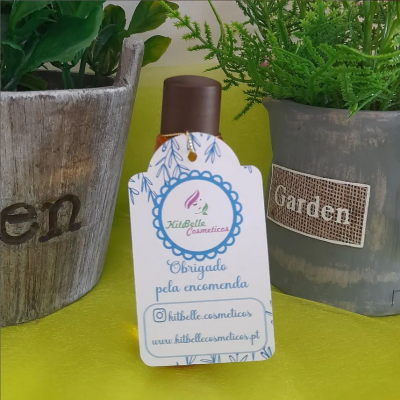 en
Garden
KitBelle
Cosmeticos
Obrigado
pela encomenda
kitbelle.cosmeticos
www.kitbellecosmeticos.pt